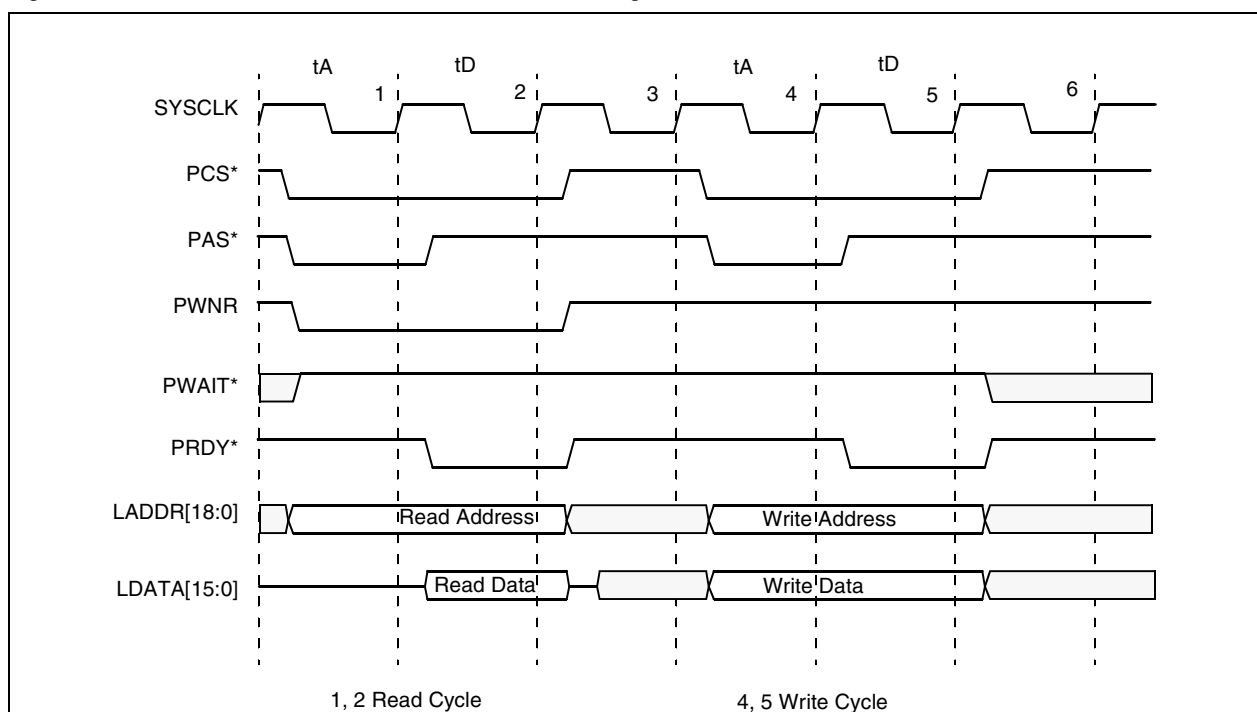 tA tD tA tD
SYSCLK 1 2 3 4 5 6
PCS*
PAS*
PWNR
PWAIT*
PRDY*
LADDR[18:0] Read Address Write Address
LDATA[15:0] Read Data Write Data
1, 2 Read Cycle 4, 5 Write Cycle